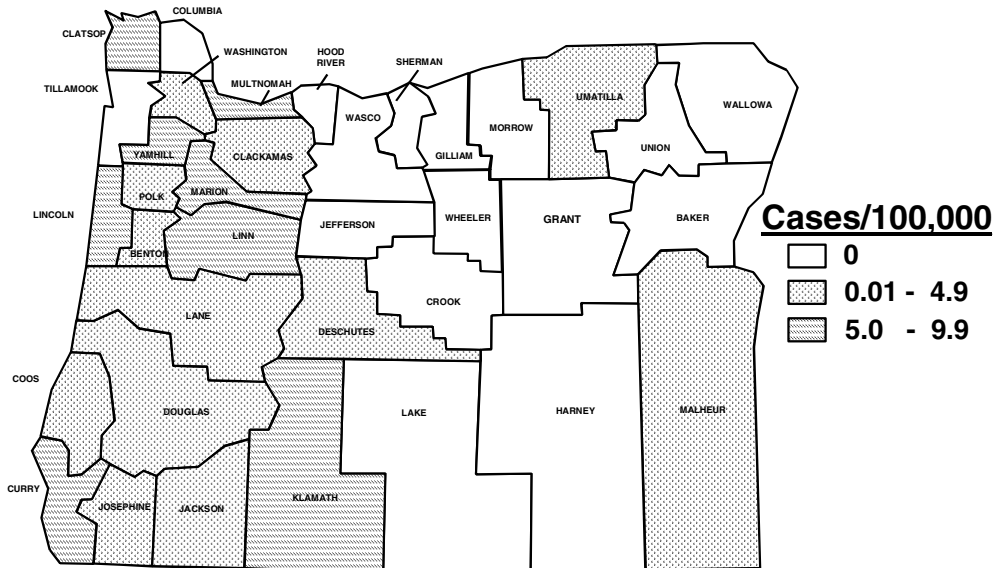 COLUMBIA
CLATSOP
WASHINGTON
HOOD
RIVER
SHERMAN
TILLAMOOK
MULTNOMAH
WASCO
UMATILLA
WALLOWA
MORROW
YAMHILL
CLACKAMAS
GILLIAM
UNION
POLK
MARION
LINCOLN
JEFFERSON
WHEELER
GRANT
BAKER
LINN
BENTON
Cases/100,000
0
0.01 - 4.9
5.0 - 9.9
LANE
CROOK
DESCHUTES
COOS
DOUGLAS
LAKE
HARNEY
MALHEUR
CURRY
JOSEPHINE
JACKSON
KLAMATH